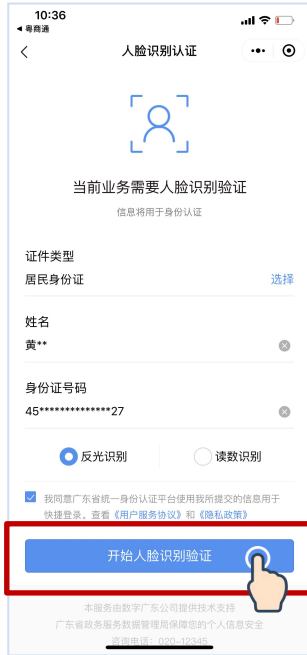 10:36
◀ 粤商通
人脸识别认证
当前业务需要人脸识别验证
信息将用于身份认证
证件类型
居民身份证
选择
姓名
黄**
身份证号码
45**************27
反光识别
读数识别
我同意广东省统一身份认证平台使用我所提交的信息用于
快捷登录。查看《用户服务协议》和《隐私政策》
开始人脸识别验证
本服务由数字广东公司提供技术支持
广东省政务服务数据管理局保障您的个人信息安全
咨询电话：020-12345